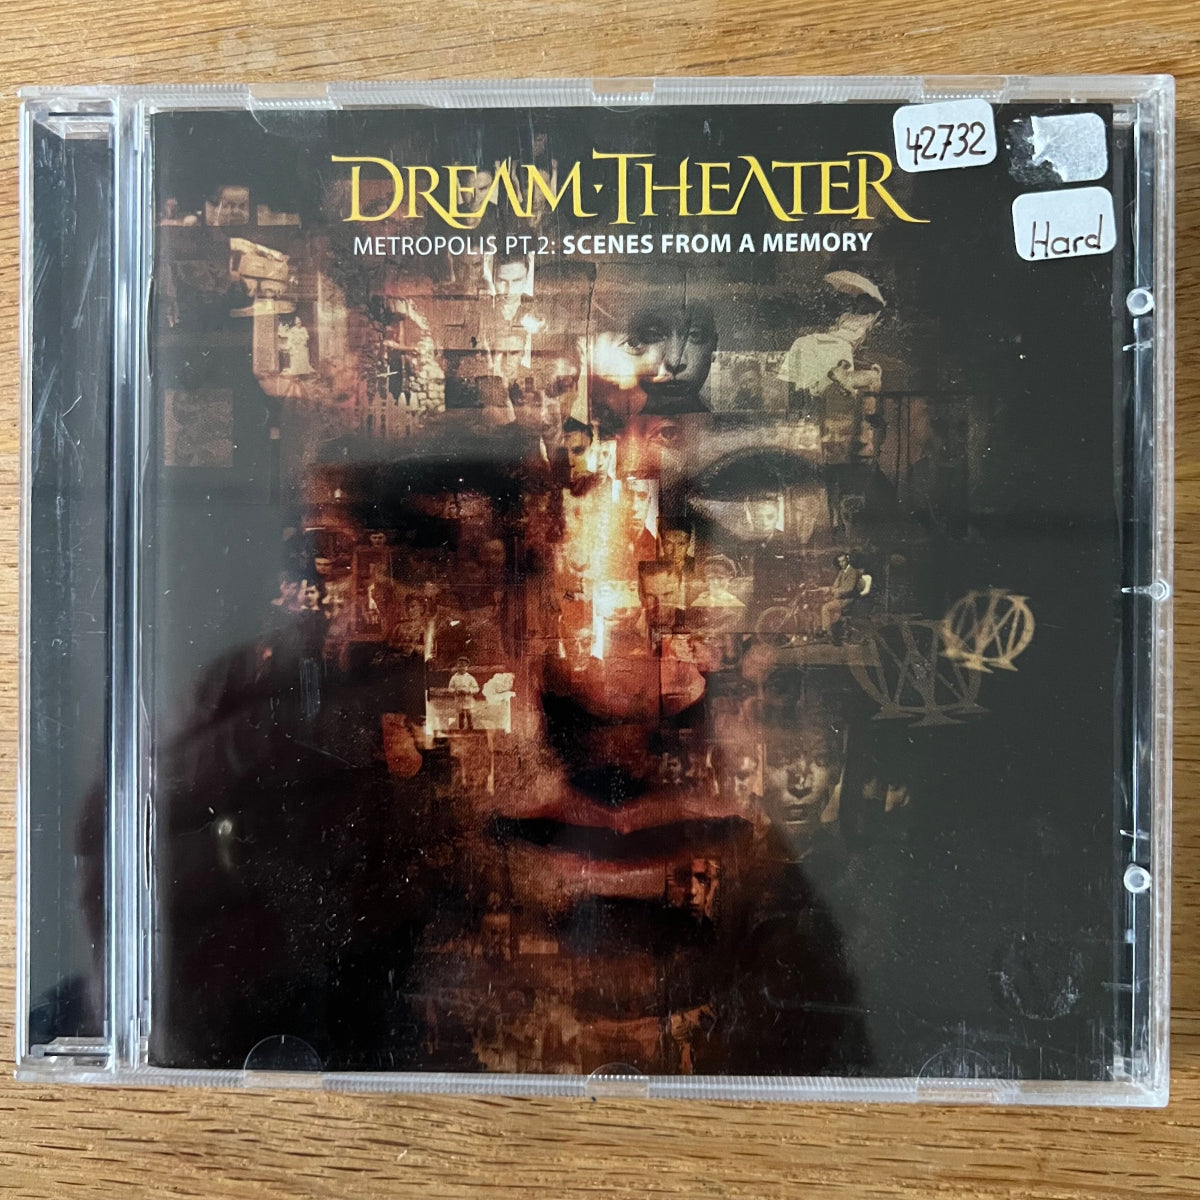 DREAM·THEATER
METROPOLIS PT.2: SCENES FROM A MEMORY
42732
Hard